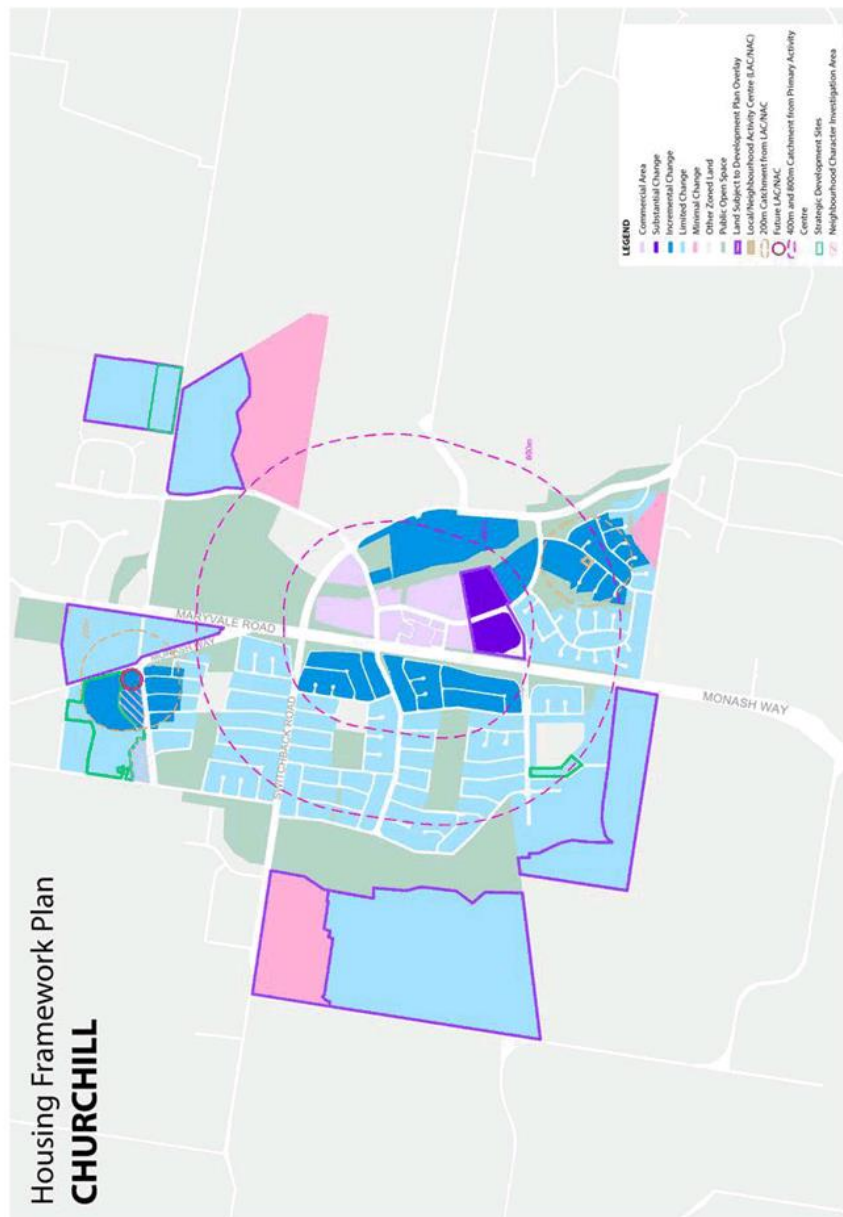 Housing Framework Plan
CHURCHILL
MARYVALE ROAD
SWITCHBACK ROAD
MONASH WAY
800m
LEGEND
Commercial Area
Substantial Change
Incremental Change
Limited Change
Minimal Change
Other Zoned Land
Public Open Space
Land Subject to Development Plan Overlay
Local/Neighbourhood Activity Centre (LAC/NAC)
200m Catchment from LAC/NAC
Future LAC/NAC
400m and 800m Catchment from Primary Activity
Centre
Strategic Development Sites
Neighbourhood Character Investigation Area